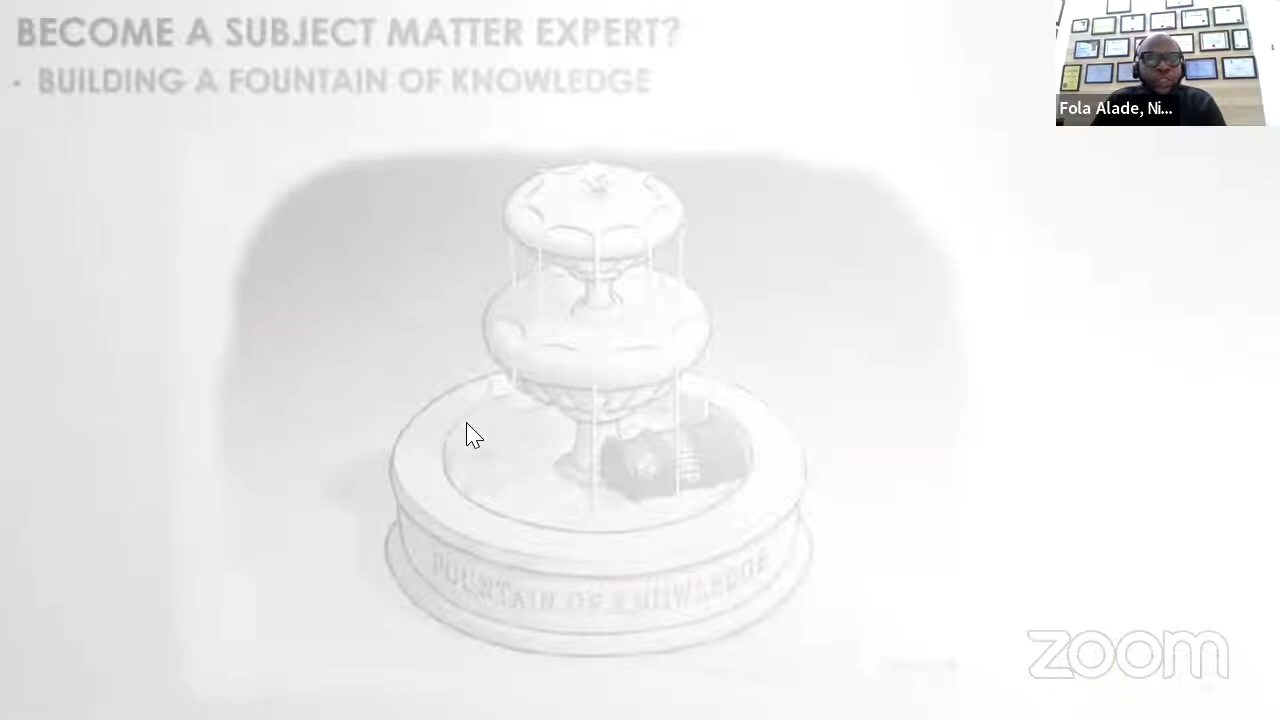 BECOME A SUBJECT MATTER EXPERT?
· BUILDING A FOUNTAIN OF KNOWLEDGE
Fola Alade, Ni...
FOUNTAIN OF KNOWLEDGE
zoom